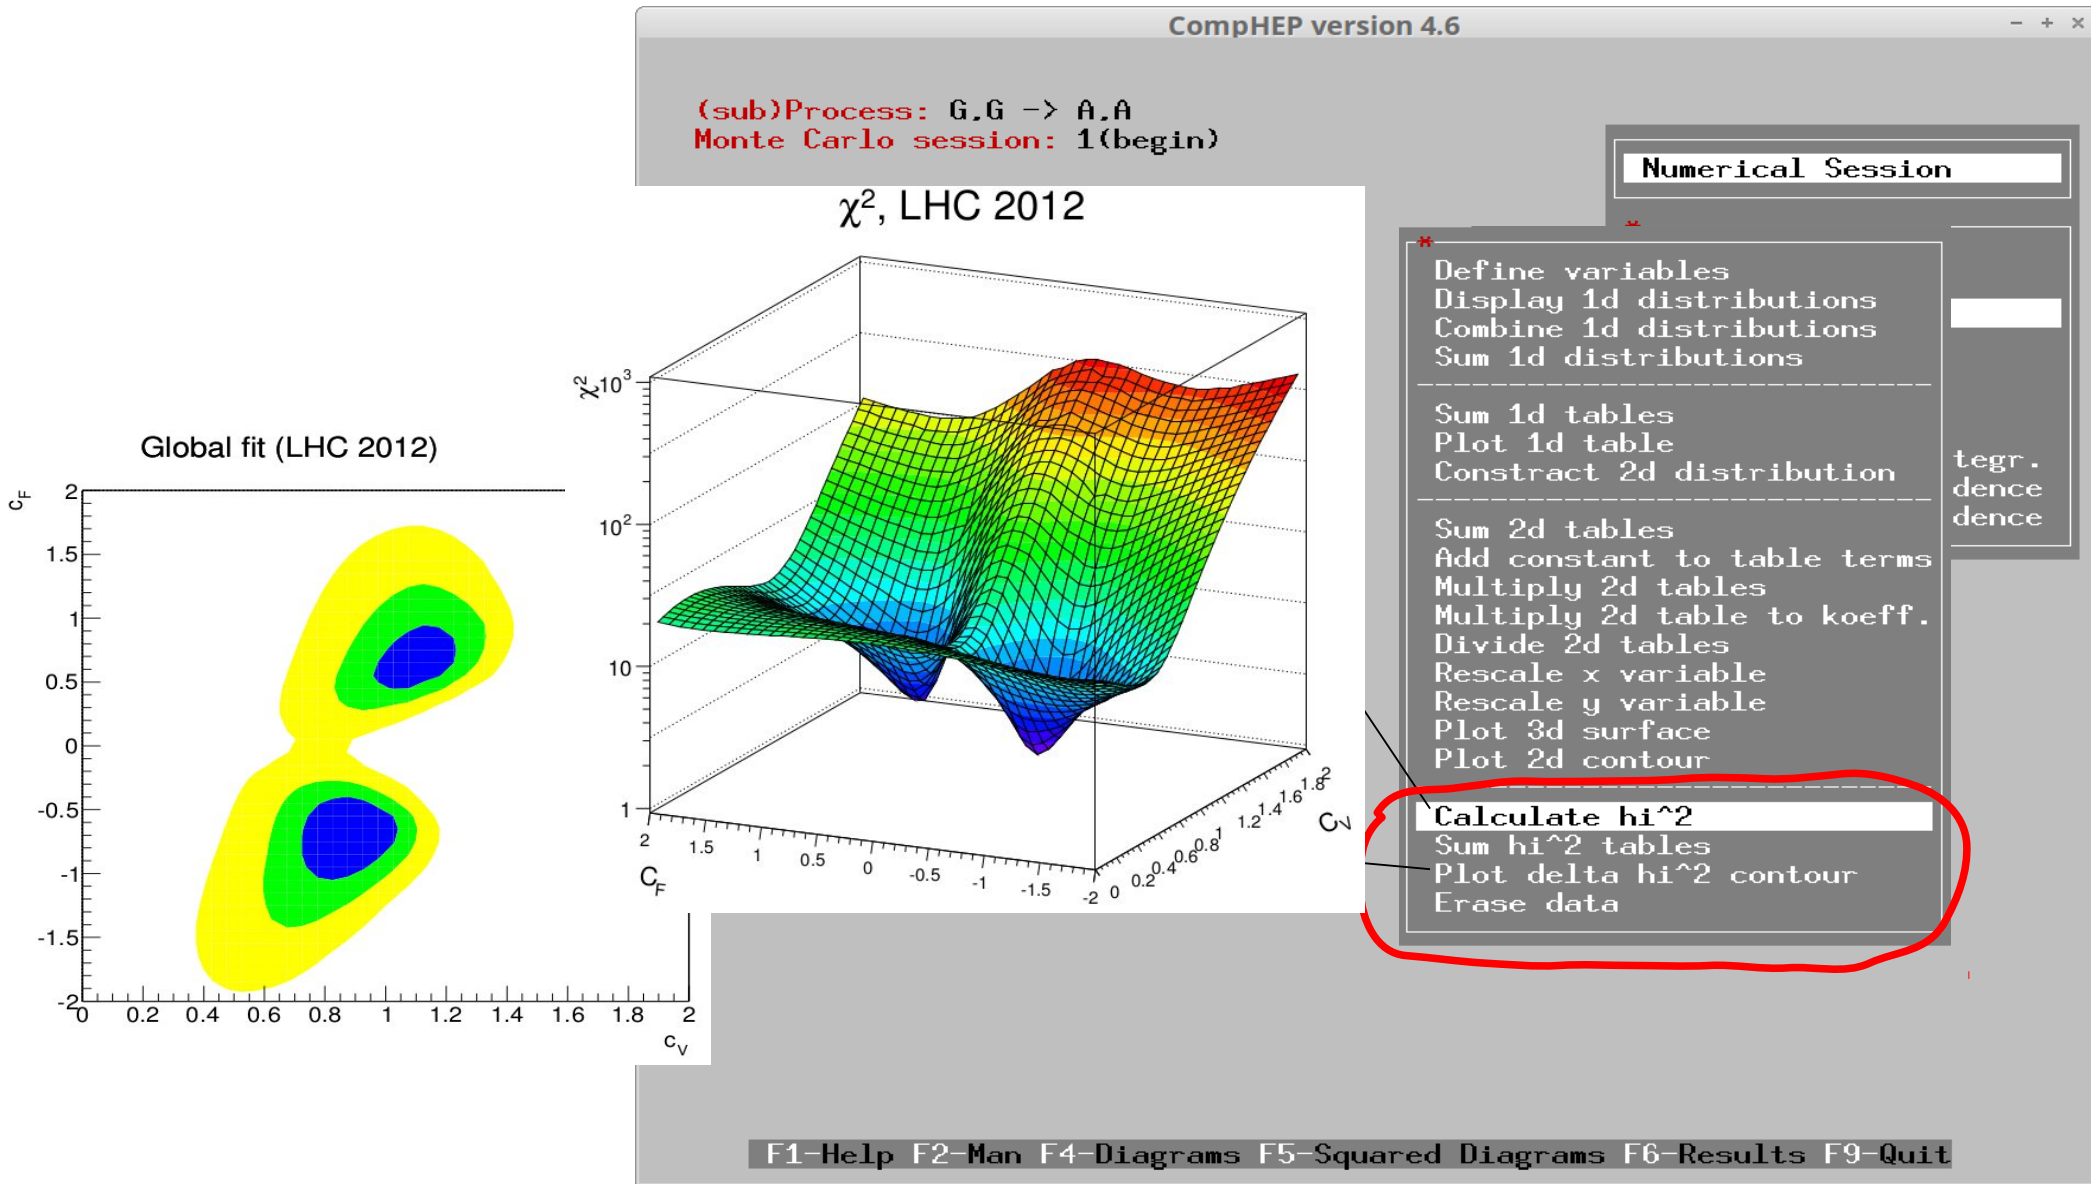 CompHEP version 4.6
(sub)Process: G,G -> A,A
Monte Carlo session: 1(begin)
Numerical Session
*
*
Define variables
Display 1d distributions
Combine 1d distributions
Sum 1d distributions
Sum 1d tables
Plot 1d table
Constract 2d distribution
Sum 2d tables
Add constant to table terms
Multiply 2d tables
Multiply 2d table to koeff.
Divide 2d tables
Rescale x variable
Rescale y variable
Plot 3d surface
Plot 2d contour
Calculate hi^2
Sum hi^2 tables
Plot delta hi^2 contour
Erase data
tegr.
dence
dence
χ², LHC 2012
χ²
10³
10²
10
1
2 1.5 1 0.5 0 -0.5 -1 -1.5 -2
C_F
0 0.2 0.4 0.6 0.8 1 1.2 1.4 1.6 1.8 2
C_V
Global fit (LHC 2012)
c_F
2
1.5
1
0.5
0
-0.5
-1
-1.5
-2
0 0.2 0.4 0.6 0.8 1 1.2 1.4 1.6 1.8 2
c_V
F1-Help F2-Man F4-Diagrams F5-Squared Diagrams F6-Results F9-Quit